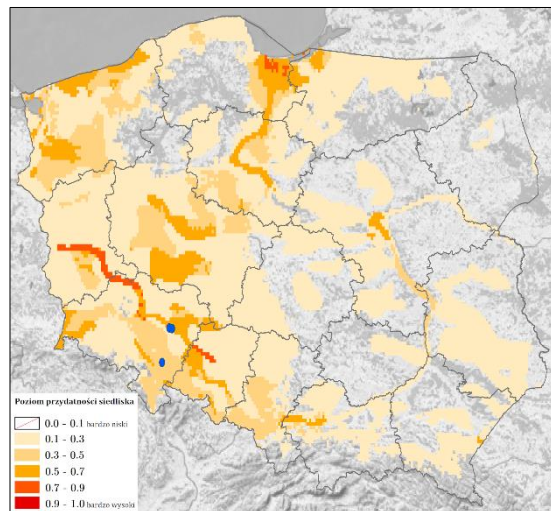 Poziom przydatności siedliska
0.0 - 0.1 bardzo niski
0.1 - 0.3
0.3 - 0.5
0.5 - 0.7
0.7 - 0.9
0.9 - 1.0 bardzo wysoki